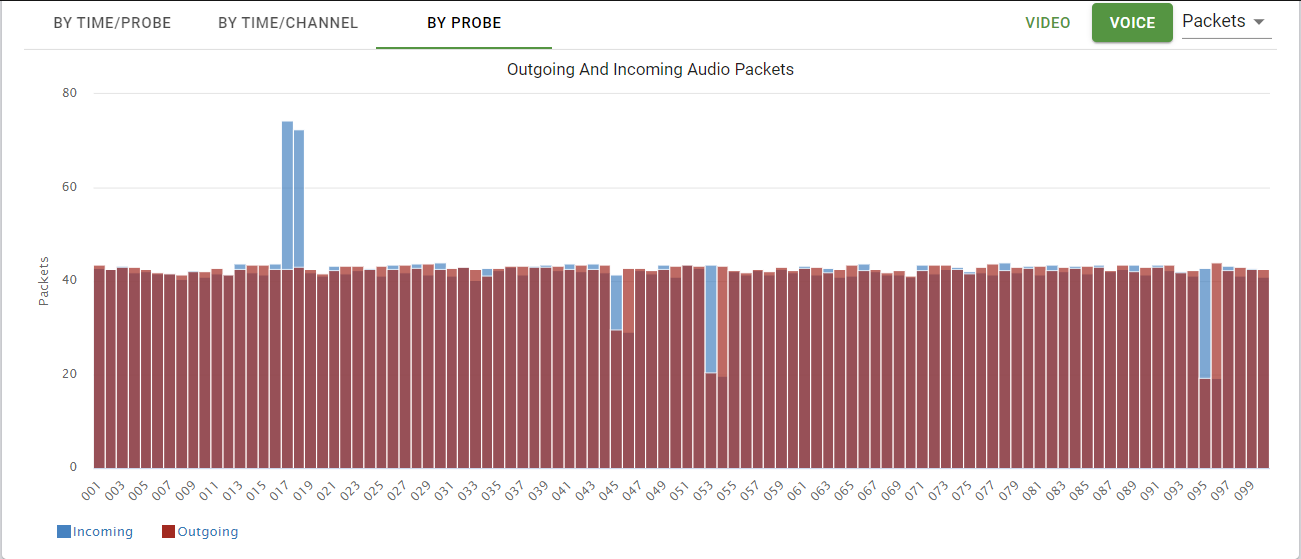 BY TIME/PROBE BY TIME/CHANNEL BY PROBE VIDEO VOICE Packets
Outgoing And Incoming Audio Packets
80
60
40
20
0
Packets
001 003 005 007 009 011 013 015 017 019 021 023 025 027 029 031 033 035 037 039 041 043 045 047 049 051 053 055 057 059 061 063 065 067 069 071 073 075 077 079 081 083 085 087 089 091 093 095 097 099
Incoming Outgoing